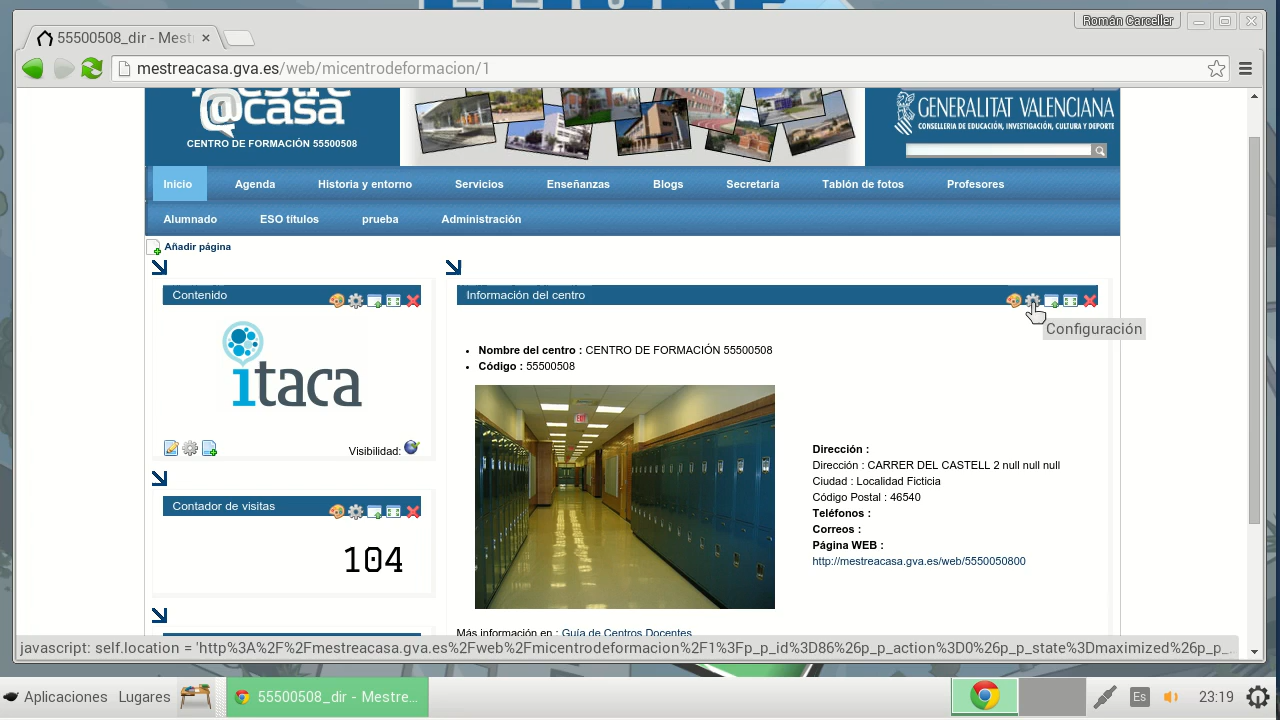 Román Carceller
55500508_dir - Mestr
mestreacasa.gva.es/web/micentrodeformacion/1
mestre
@casa
CENTRO DE FORMACIÓN 55500508
GENERALITAT VALENCIANA
CONSELLERIA DE EDUCACIÓN, INVESTIGACIÓN, CULTURA Y DEPORTE
Inicio Agenda Historia y entorno Servicios Enseñanzas Blogs Secretaría Tablón de fotos Profesores
Alumnado ESO títulos prueba Administración
Añadir página
Contenido
itaca
Visibilidad:
Contador de visitas
104
Información del centro
Configuración
Nombre del centro : CENTRO DE FORMACIÓN 55500508
Código : 55500508
Dirección :
Dirección : CARRER DEL CASTELL 2 null null null
Ciudad : Localidad Ficticia
Código Postal : 46540
Teléfonos :
Correos :
Página WEB :
http://mestreacasa.gva.es/web/5550050800
Más información en : Guía de Centros Docentes
javascript: self.location = 'http%3A%2F%2Fmestreacasa.gva.es%2Fweb%2Fmicentrodeformacion%2F1%3Fp_p_id%3D86%26p_p_action%3D0%26p_p_state%3Dmaximized%26p_p_...
Aplicaciones Lugares 55500508_dir - Mestre... Es 23:19